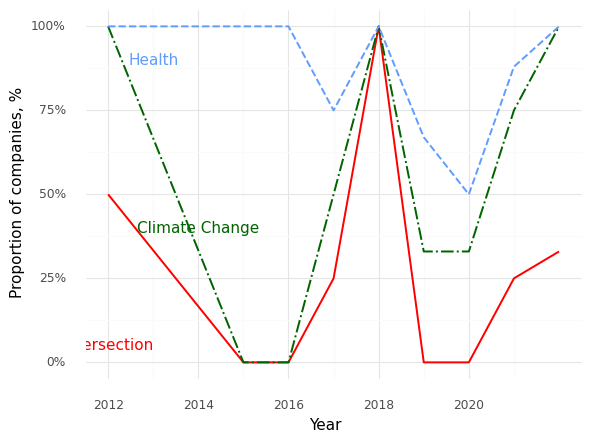 100%
Health
75%
Proportion of companies, %
50%
Climate Change
25%
ersection
0%
2012 2014 2016 2018 2020
Year